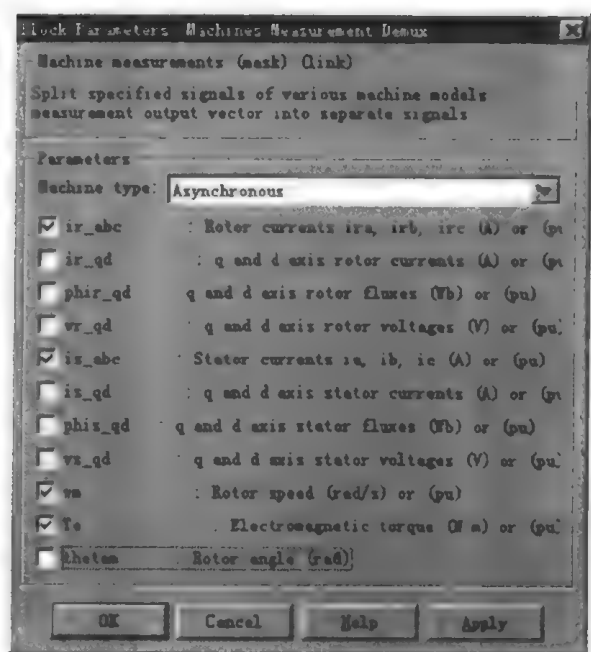 Block Parameters Machines Measurement Demux
Machine measurements (mask) (link)
Split specified signals of various machine models
measurement output vector into separate signals
Parameters
Machine type: Asynchronous
ir_abc : Rotor currents ira, irb, irc (A) or (pu
ir_qd : q and d axis rotor currents (A) or (pu
phir_qd q and d axis rotor fluxes (Wb) or (pu)
vr_qd q and d axis rotor voltages (V) or (pu)
is_abc : Stator currents ia, ib, ic (A) or (pu)
is_qd : q and d axis stator currents (A) or (pu
phis_qd q and d axis stator fluxes (Wb) or (pu)
vs_qd q and d axis stator voltages (V) or (pu)
wm : Rotor speed (rad/s) or (pu)
Te : Electromagnetic torque (N m) or (pu)
thetam : Rotor angle (rad)
OK Cancel Help Apply